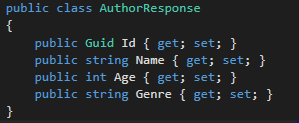 public class AuthorResponse
{
    public Guid Id { get; set; }
    public string Name { get; set; }
    public int Age { get; set; }
    public string Genre { get; set; }
}